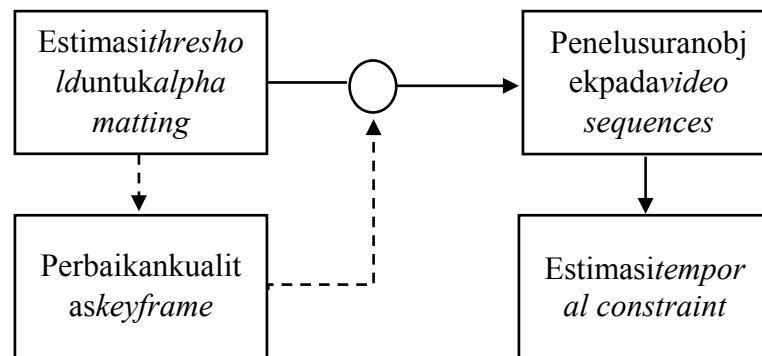 Estimasithresho
lduntukalpha
matting
Penelusuranobj
ekpadavideo
sequences
Perbaikankualit
askeyframe
Estimasitempor
al constraint